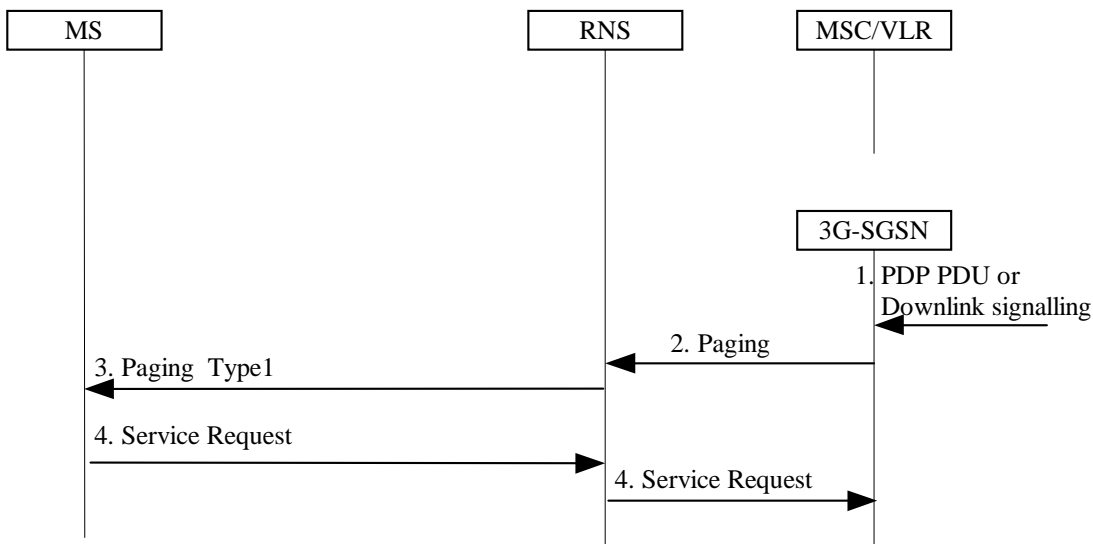 MS
RNS
MSC/VLR
3G-SGSN
1. PDP PDU or
Downlink signalling
2. Paging
3. Paging Type1
4. Service Request
4. Service Request